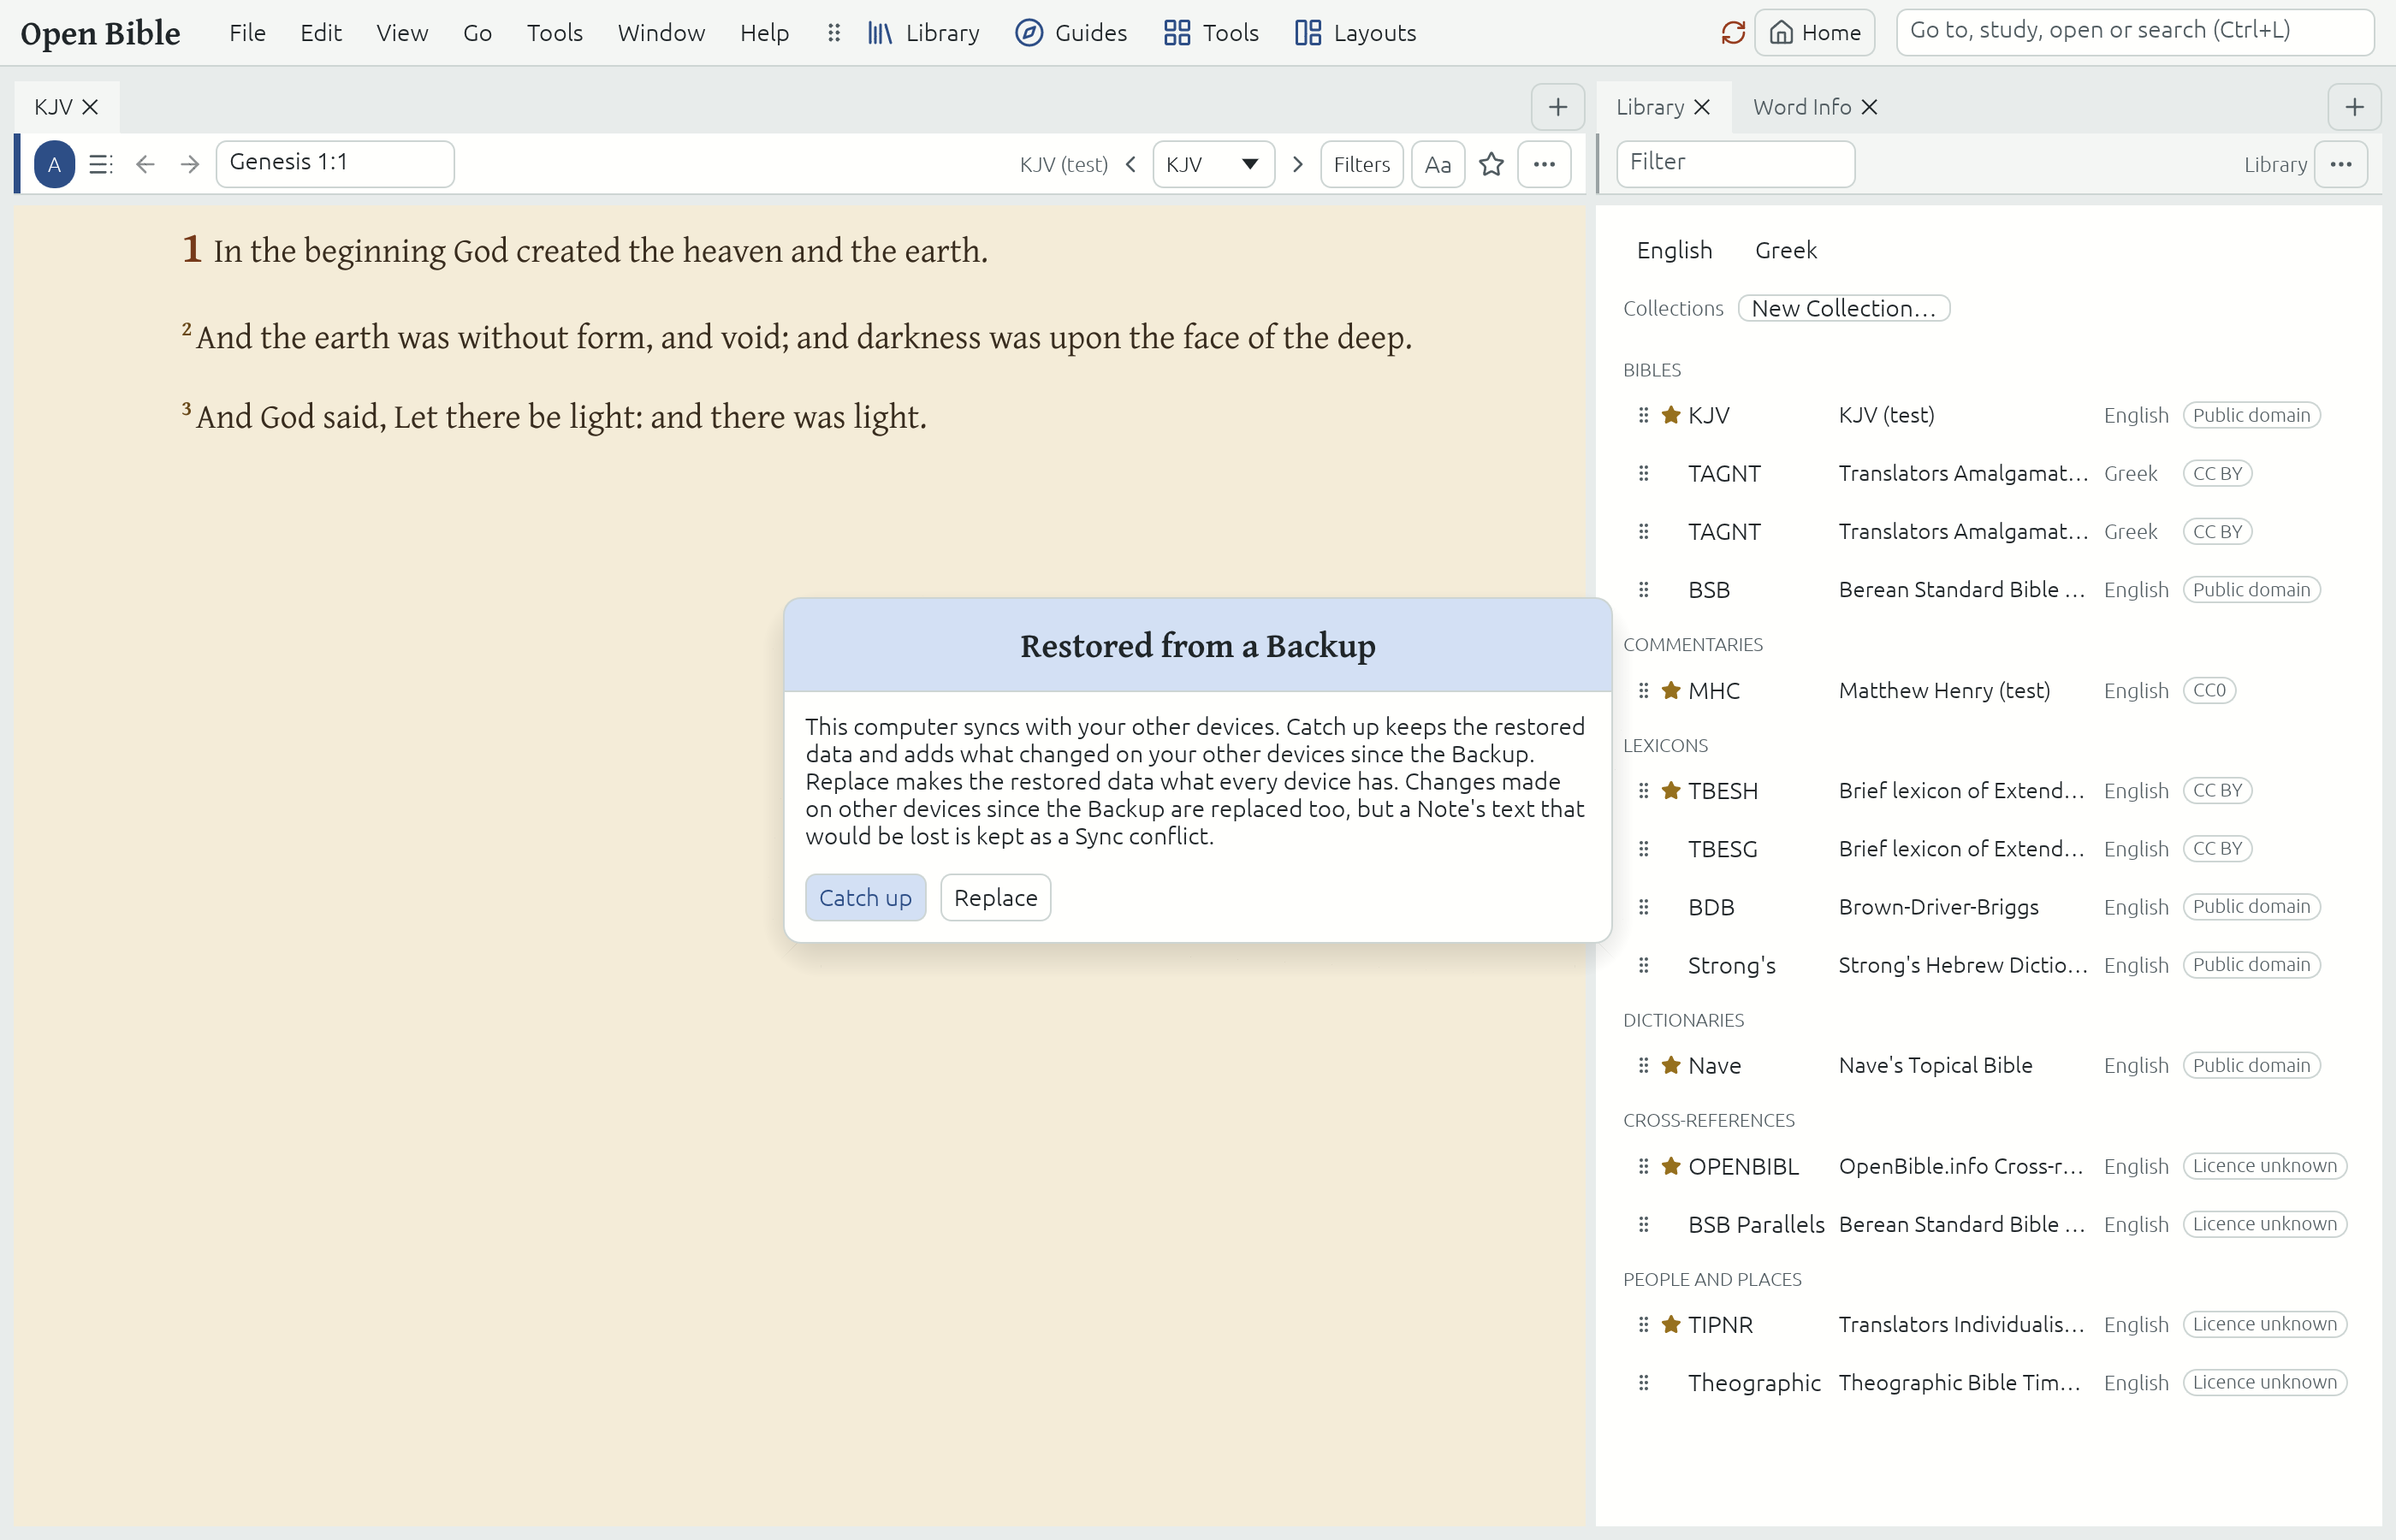 Open Bible File Edit View Go Tools Window Help Library Guides Tools Layouts Home Go to, study, open or search (Ctrl+L)
KJV
A Genesis 1:1 KJV (test) KJV Filters Aa
1 In the beginning God created the heaven and the earth.
2 And the earth was without form, and void; and darkness was upon the face of the deep.
3 And God said, Let there be light: and there was light.
Restored from a Backup
This computer syncs with your other devices. Catch up keeps the restored
data and adds what changed on your other devices since the Backup.
Replace makes the restored data what every device has. Changes made
on other devices since the Backup are replaced too, but a Note's text that
would be lost is kept as a Sync conflict.
Catch up Replace
Library Word Info
Filter Library
English Greek
Collections New Collection...
BIBLES
KJV KJV (test) English Public domain
TAGNT Translators Amalgamat... Greek CC BY
TAGNT Translators Amalgamat... Greek CC BY
BSB Berean Standard Bible ... English Public domain
COMMENTARIES
MHC Matthew Henry (test) English CC0
LEXICONS
TBESH Brief lexicon of Extend... English CC BY
TBESG Brief lexicon of Extend... English CC BY
BDB Brown-Driver-Briggs English Public domain
Strong's Strong's Hebrew Dictio... English Public domain
DICTIONARIES
Nave Nave's Topical Bible English Public domain
CROSS-REFERENCES
OPENBIBL OpenBible.info Cross-r... English Licence unknown
BSB Parallels Berean Standard Bible ... English Licence unknown
PEOPLE AND PLACES
TIPNR Translators Individualis... English Licence unknown
Theographic Theographic Bible Tim... English Licence unknown